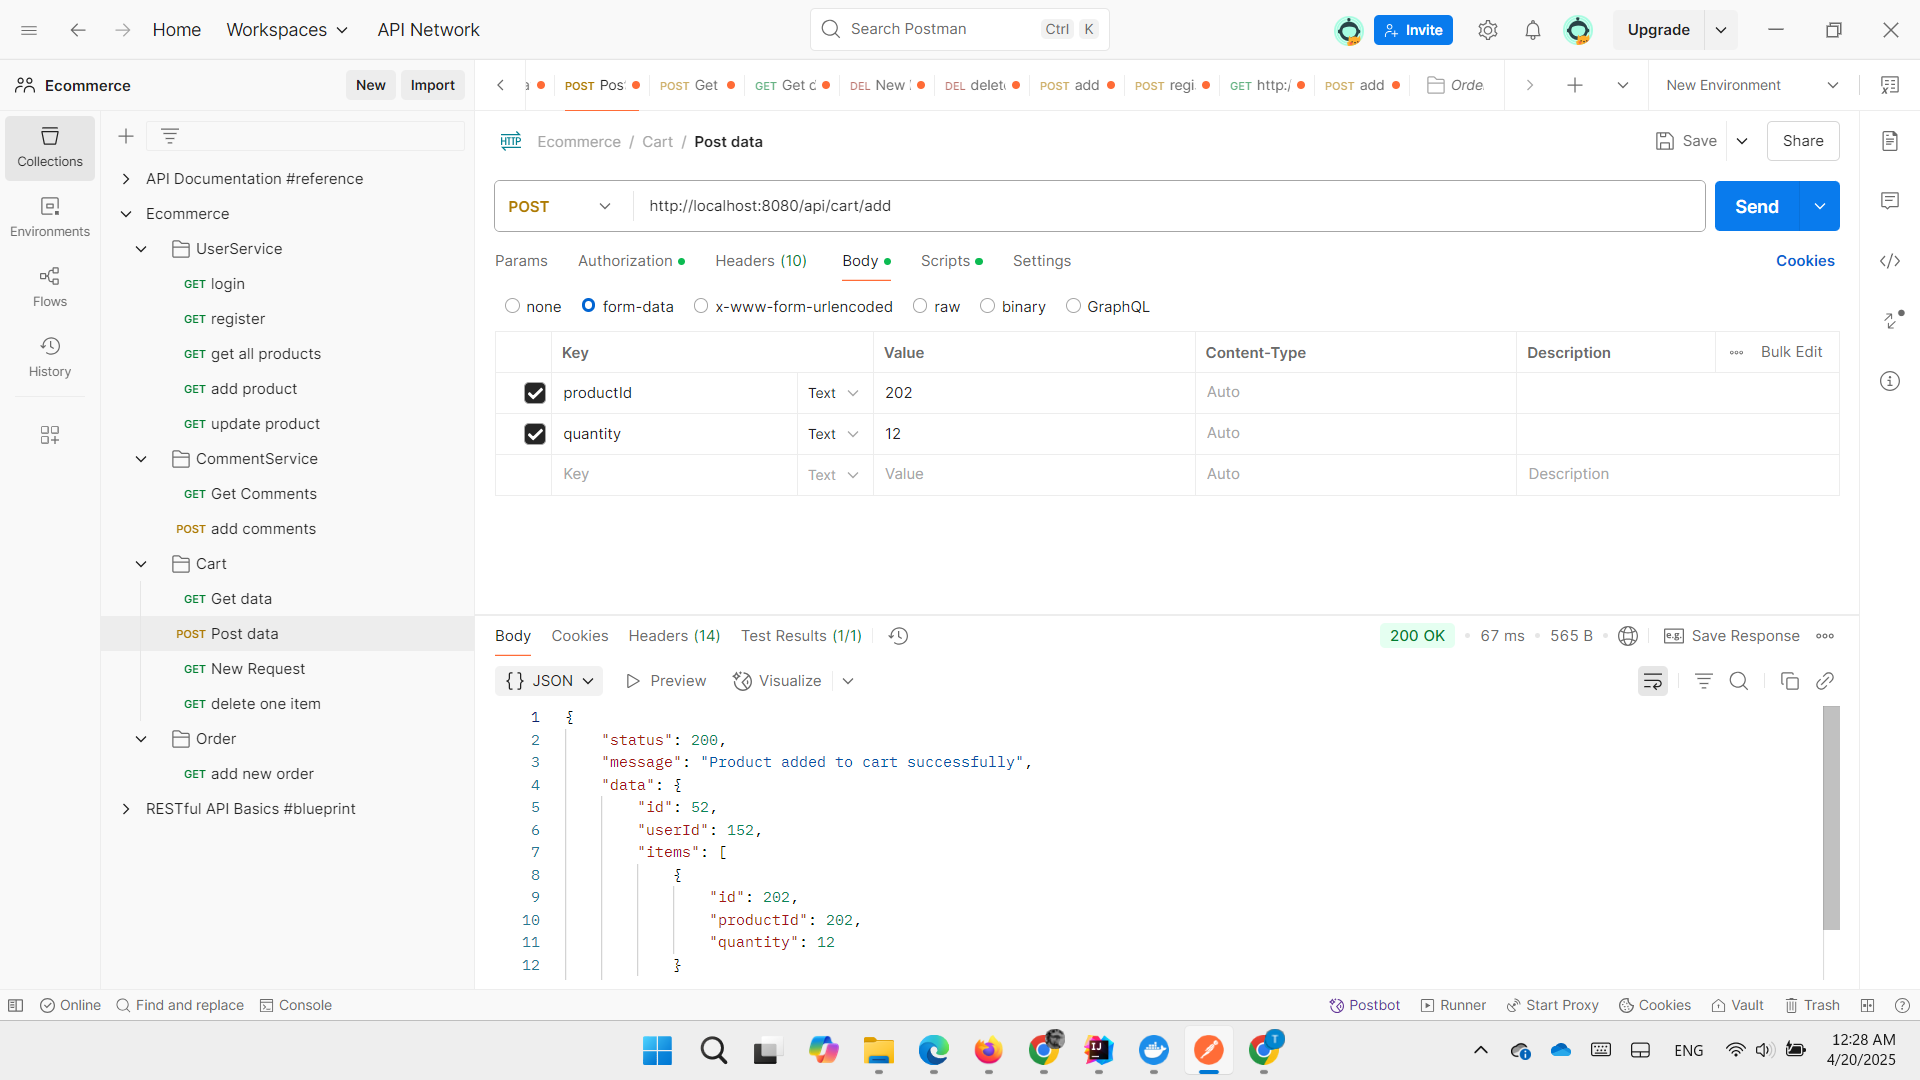 Home
Workspaces
API Network
Search Postman
Ctrl
K
Invite
Upgrade
Ecommerce
New
Import
a
POST Pos
POST Get
GET Get d
DEL New
DEL delet
POST add
POST regi
GET http:/
POST add
Orde
New Environment
Collections
Environments
Flows
History
API Documentation #reference
Ecommerce
UserService
GET login
GET register
GET get all products
GET add product
GET update product
CommentService
GET Get Comments
POST add comments
Cart
GET Get data
POST Post data
GET New Request
GET delete one item
Order
GET add new order
RESTful API Basics #blueprint
HTTP
Ecommerce / Cart / Post data
Save
Share
POST
http://localhost:8080/api/cart/add
Send
Params
Authorization
Headers (10)
Body
Scripts
Settings
Cookies
none
form-data
x-www-form-urlencoded
raw
binary
GraphQL
Key Value Content-Type Description Bulk Edit
productId Text 202 Auto
quantity Text 12 Auto
Key Text Value Auto Description
Body
Cookies
Headers (14)
Test Results (1/1)
200 OK
67 ms
565 B
e.g.
Save Response
{} JSON
Preview
Visualize
1 {
2 "status": 200,
3 "message": "Product added to cart successfully",
4 "data": {
5 "id": 52,
6 "userId": 152,
7 "items": [
8 {
9 "id": 202,
10 "productId": 202,
11 "quantity": 12
12 }
Online
Find and replace
Console
Postbot
Runner
Start Proxy
Cookies
Vault
Trash
IJ
T
ENG
12:28 AM
4/20/2025